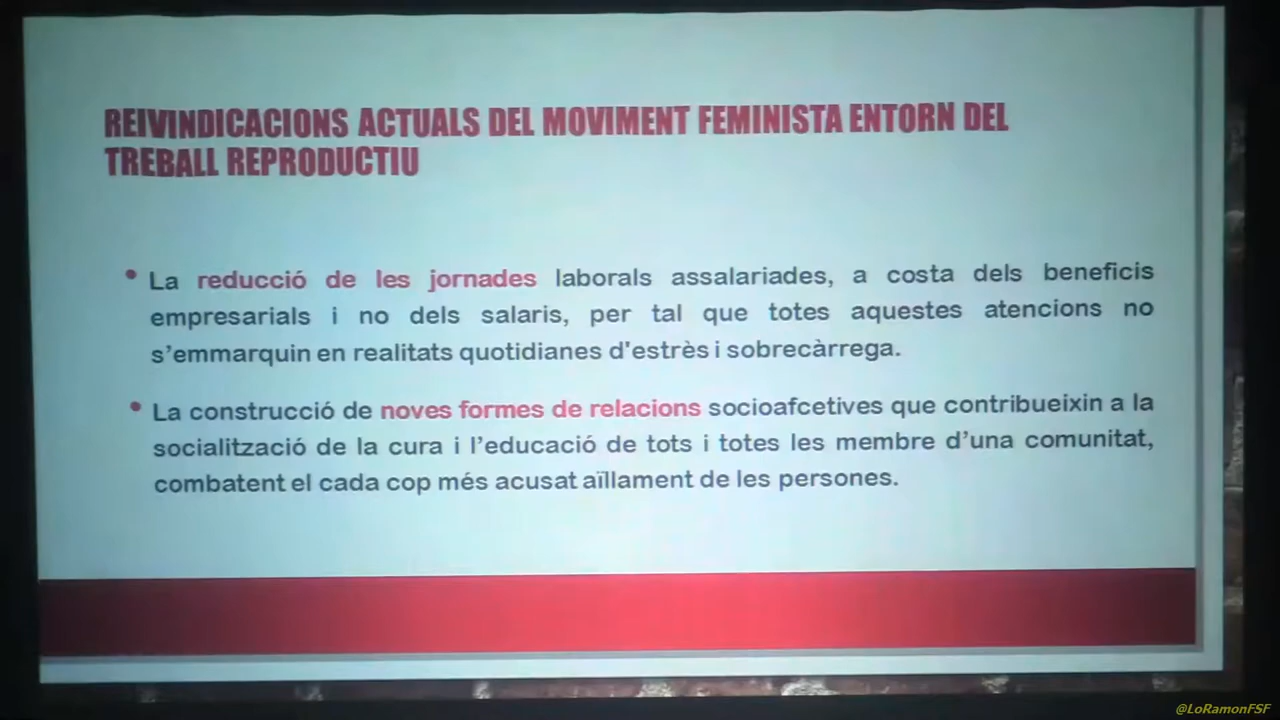 REIVINDICACIONS ACTUALS DEL MOVIMENT FEMINISTA ENTORN DEL
TREBALL REPRODUCTIU
• La reducció de les jornades laborals assalariades, a costa dels beneficis
empresarials i no dels salaris, per tal que totes aquestes atencions no
s'emmarquin en realitats quotidianes d'estrès i sobrecàrrega.
• La construcció de noves formes de relacions socioafcetives que contribueixin a la
socialització de la cura i l'educació de tots i totes les membre d'una comunitat,
combatent el cada cop més acusat aïllament de les persones.
@LoRamonFSF